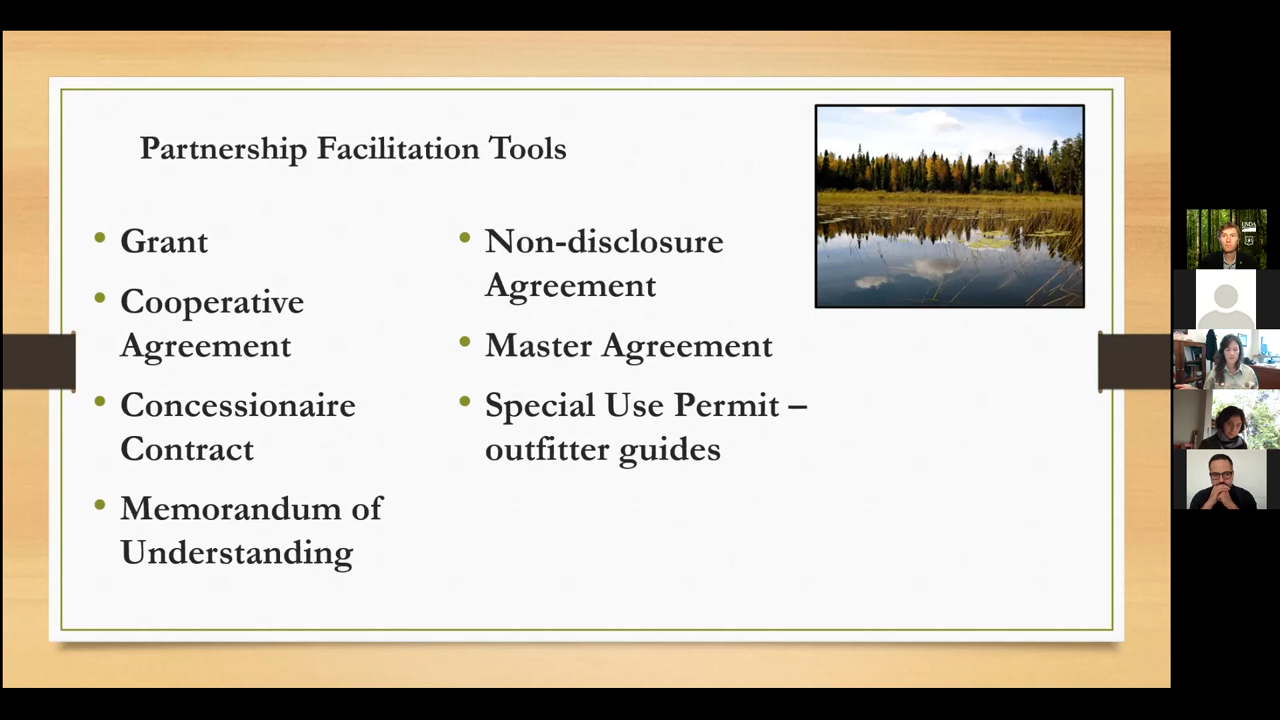 Partnership Facilitation Tools
Grant
Cooperative
Agreement
Concessionaire
Contract
Memorandum of
Understanding
Non-disclosure
Agreement
Master Agreement
Special Use Permit –
outfitter guides
USDA